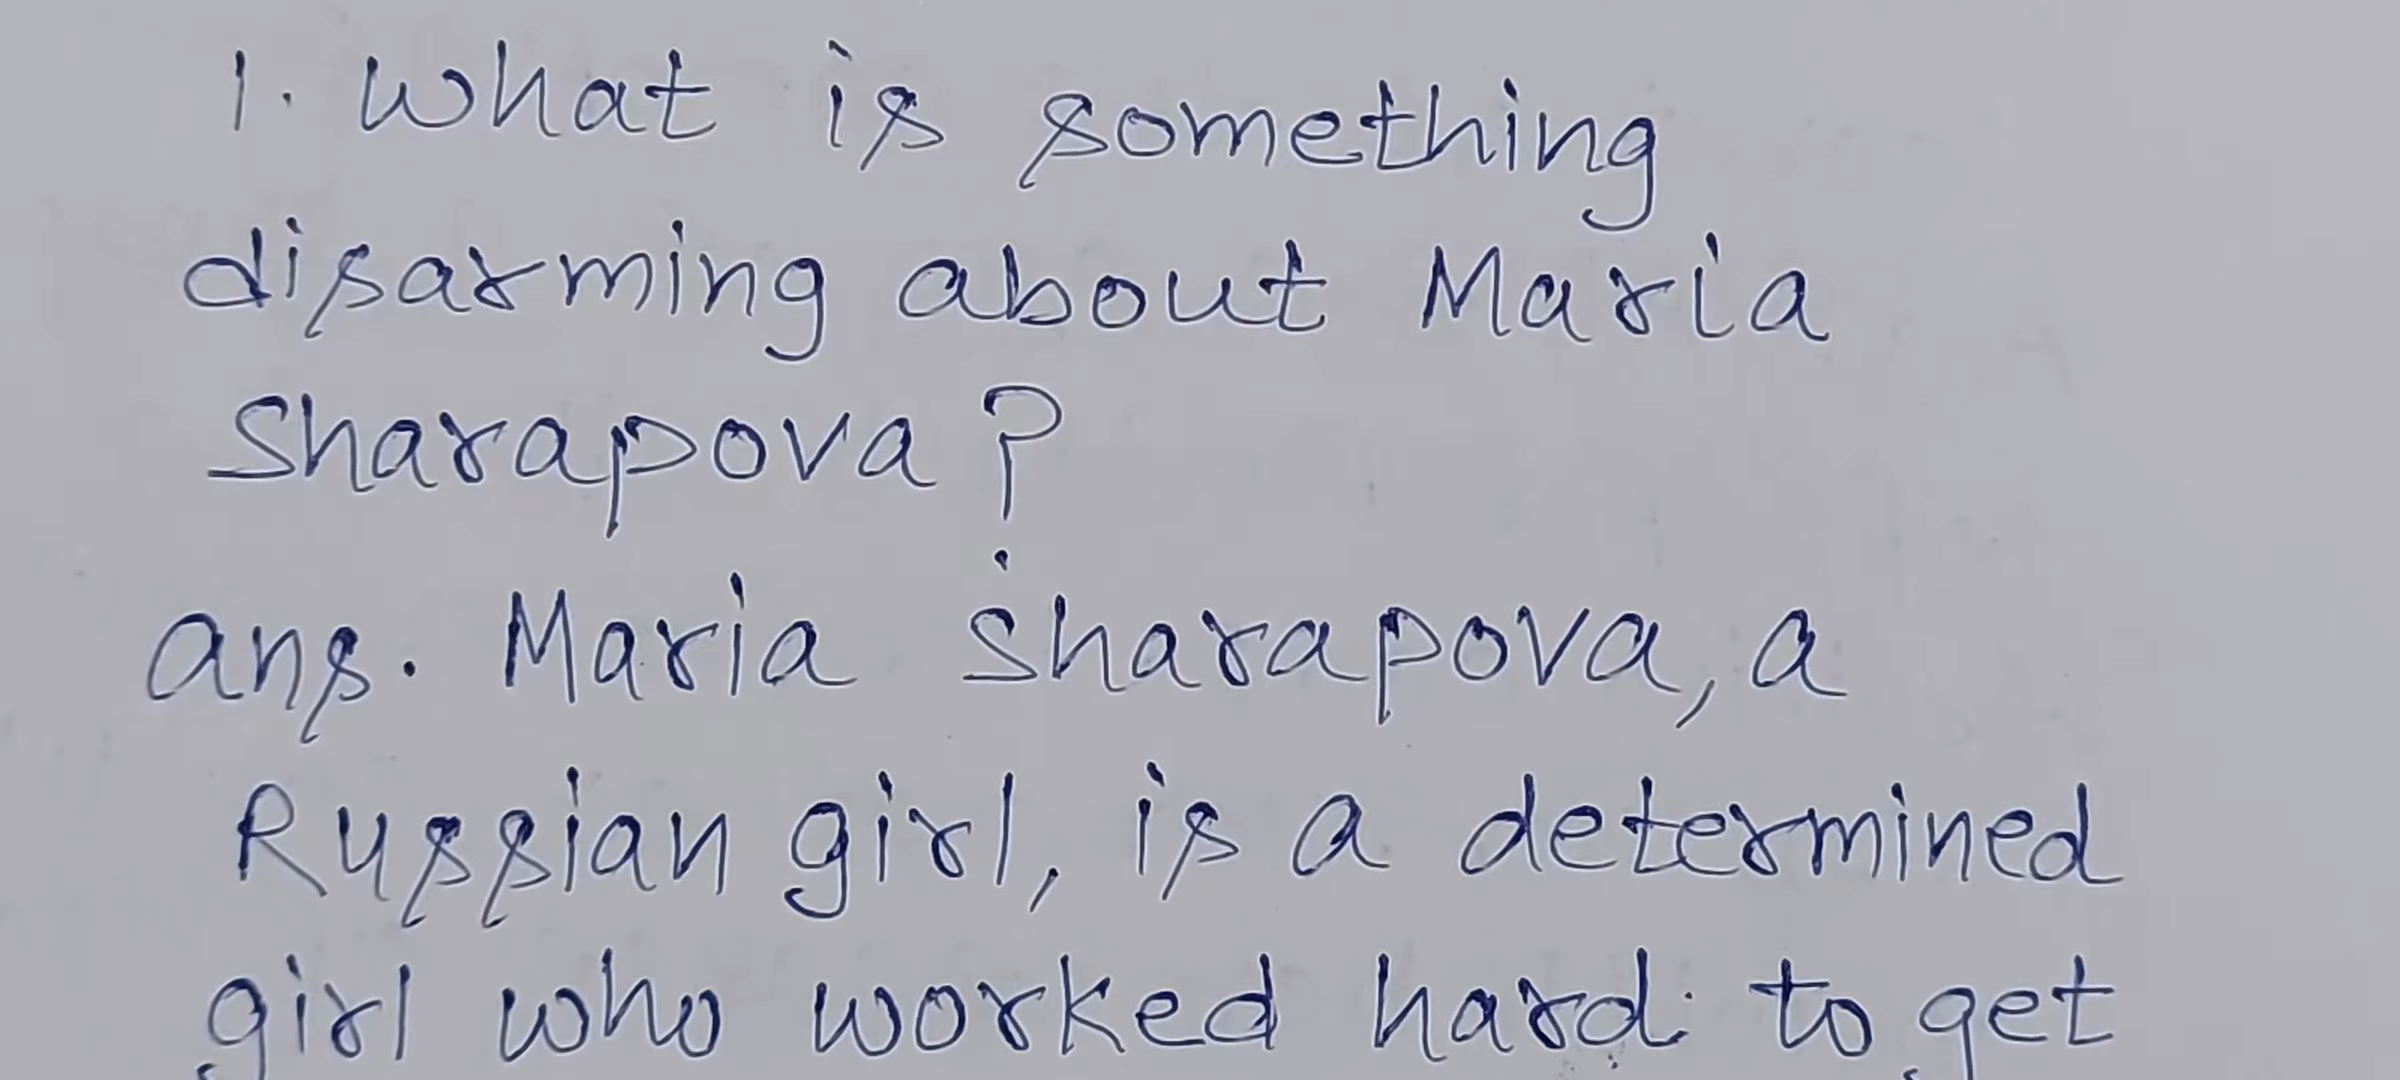 1. What is something
disarming about Maria
Sharapova?
ans. Maria Sharapova, a
Russian girl, is a determined
girl who worked hard to get